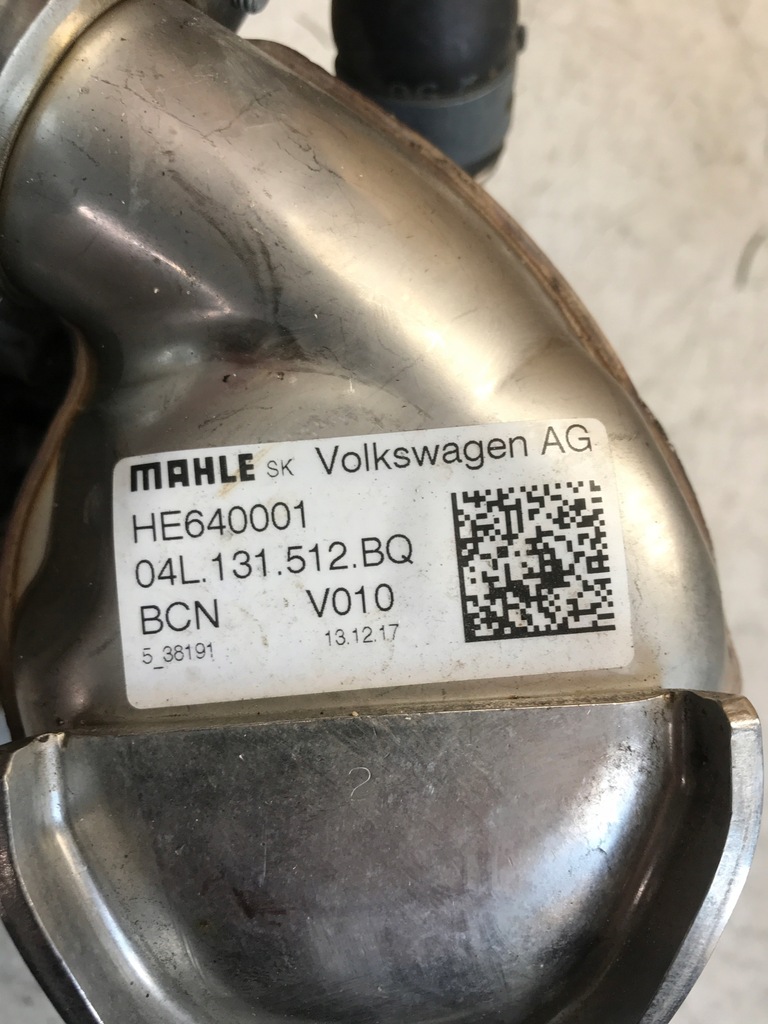 MAHLE SK Volkswagen AG
HE640001
04L.131.512.BQ
BCN V010
5_38191 13.12.17